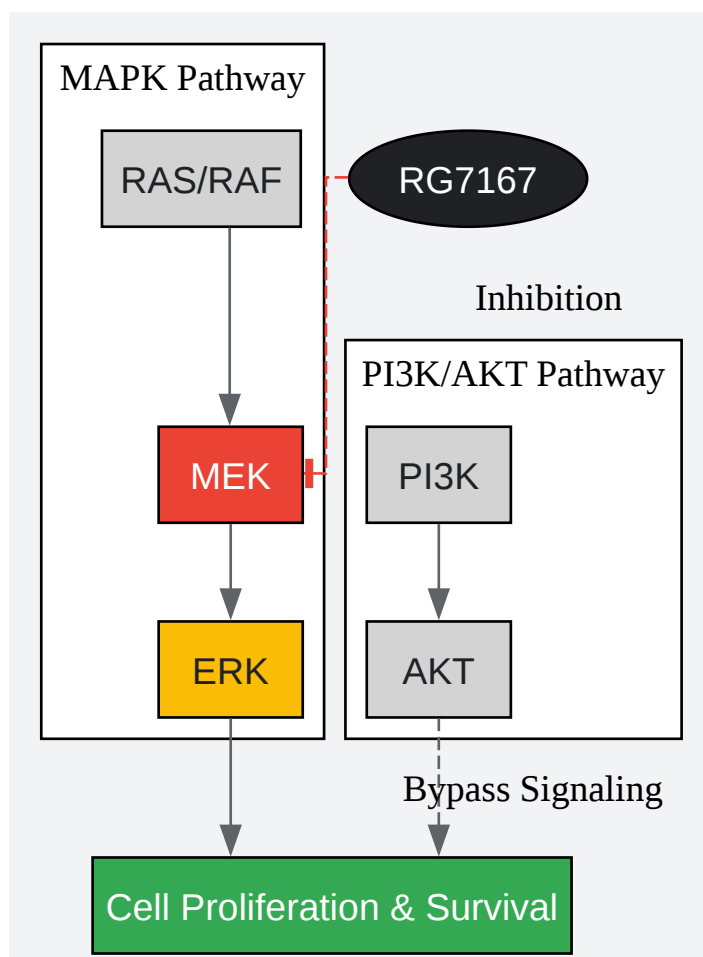 MAPK Pathway
RAS/RAF
RG7167
Inhibition
PI3K/AKT Pathway
MEK
PI3K
ERK
AKT
Bypass Signaling
Cell Proliferation & Survival